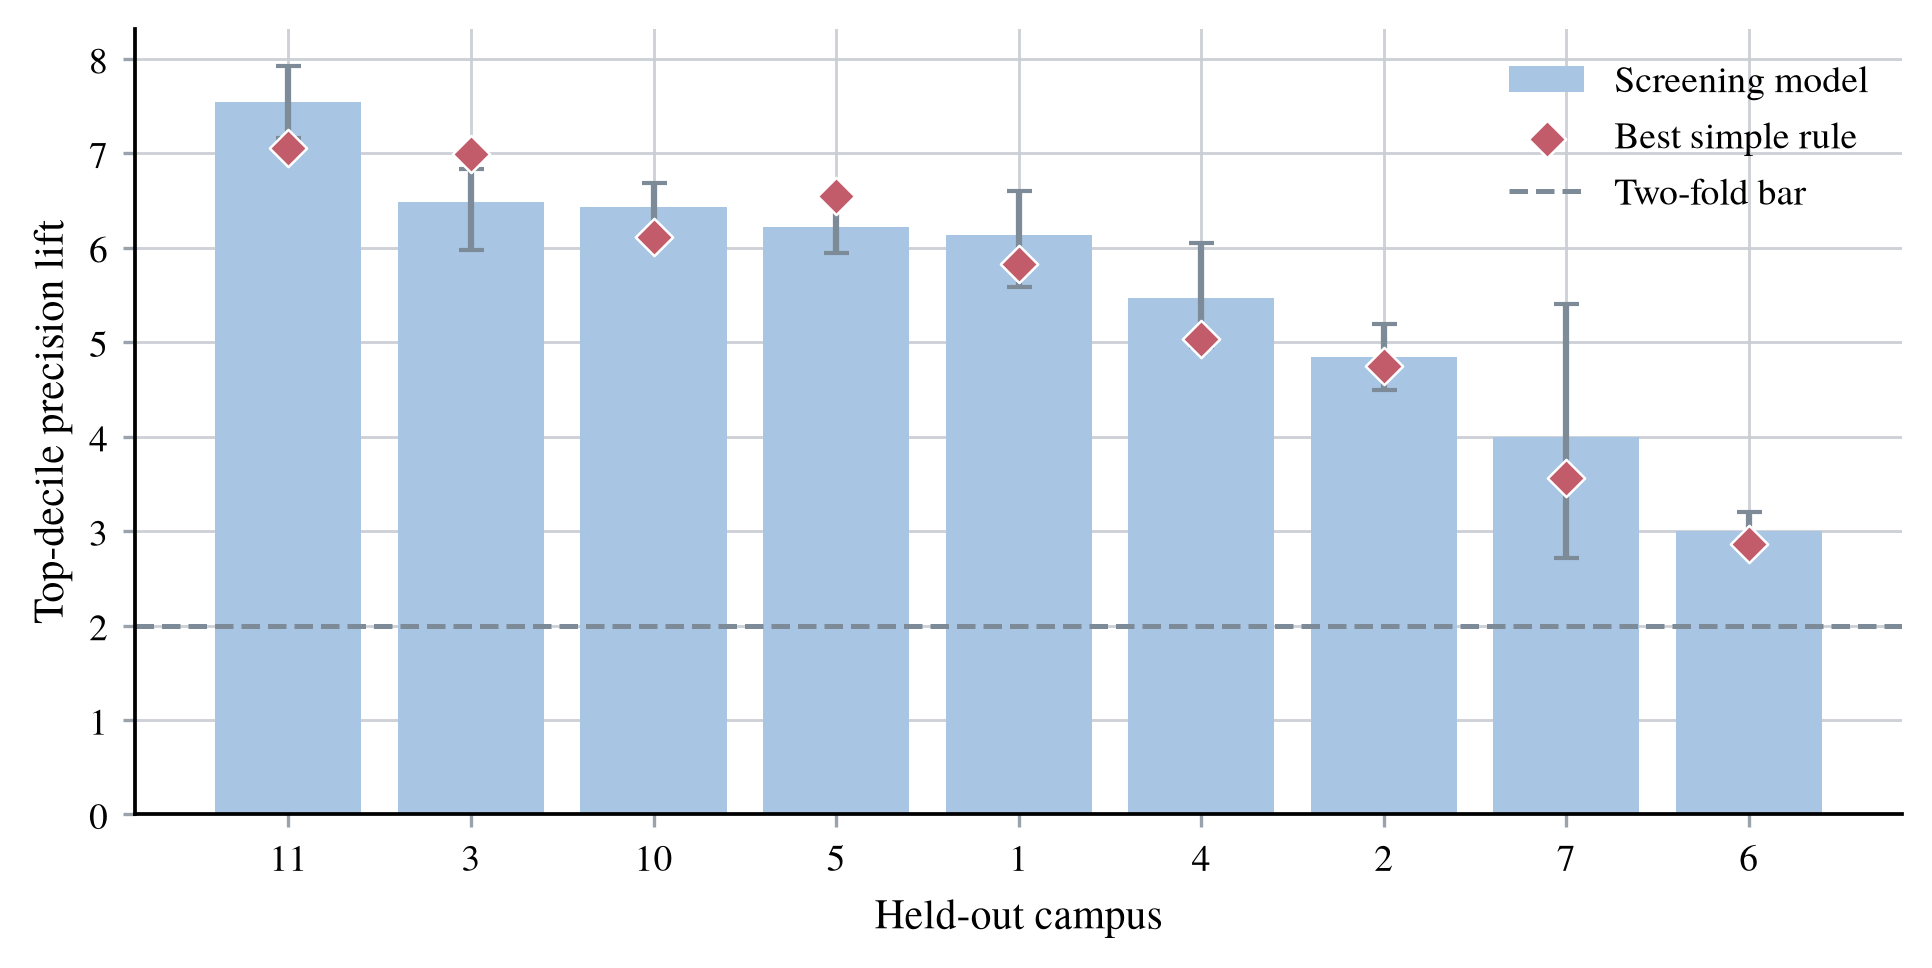 8
7
6
5
4
3
2
1
0
Top-decile precision lift
Screening model
Best simple rule
Two-fold bar
11 3 10 5 1 4 2 7 6
Held-out campus